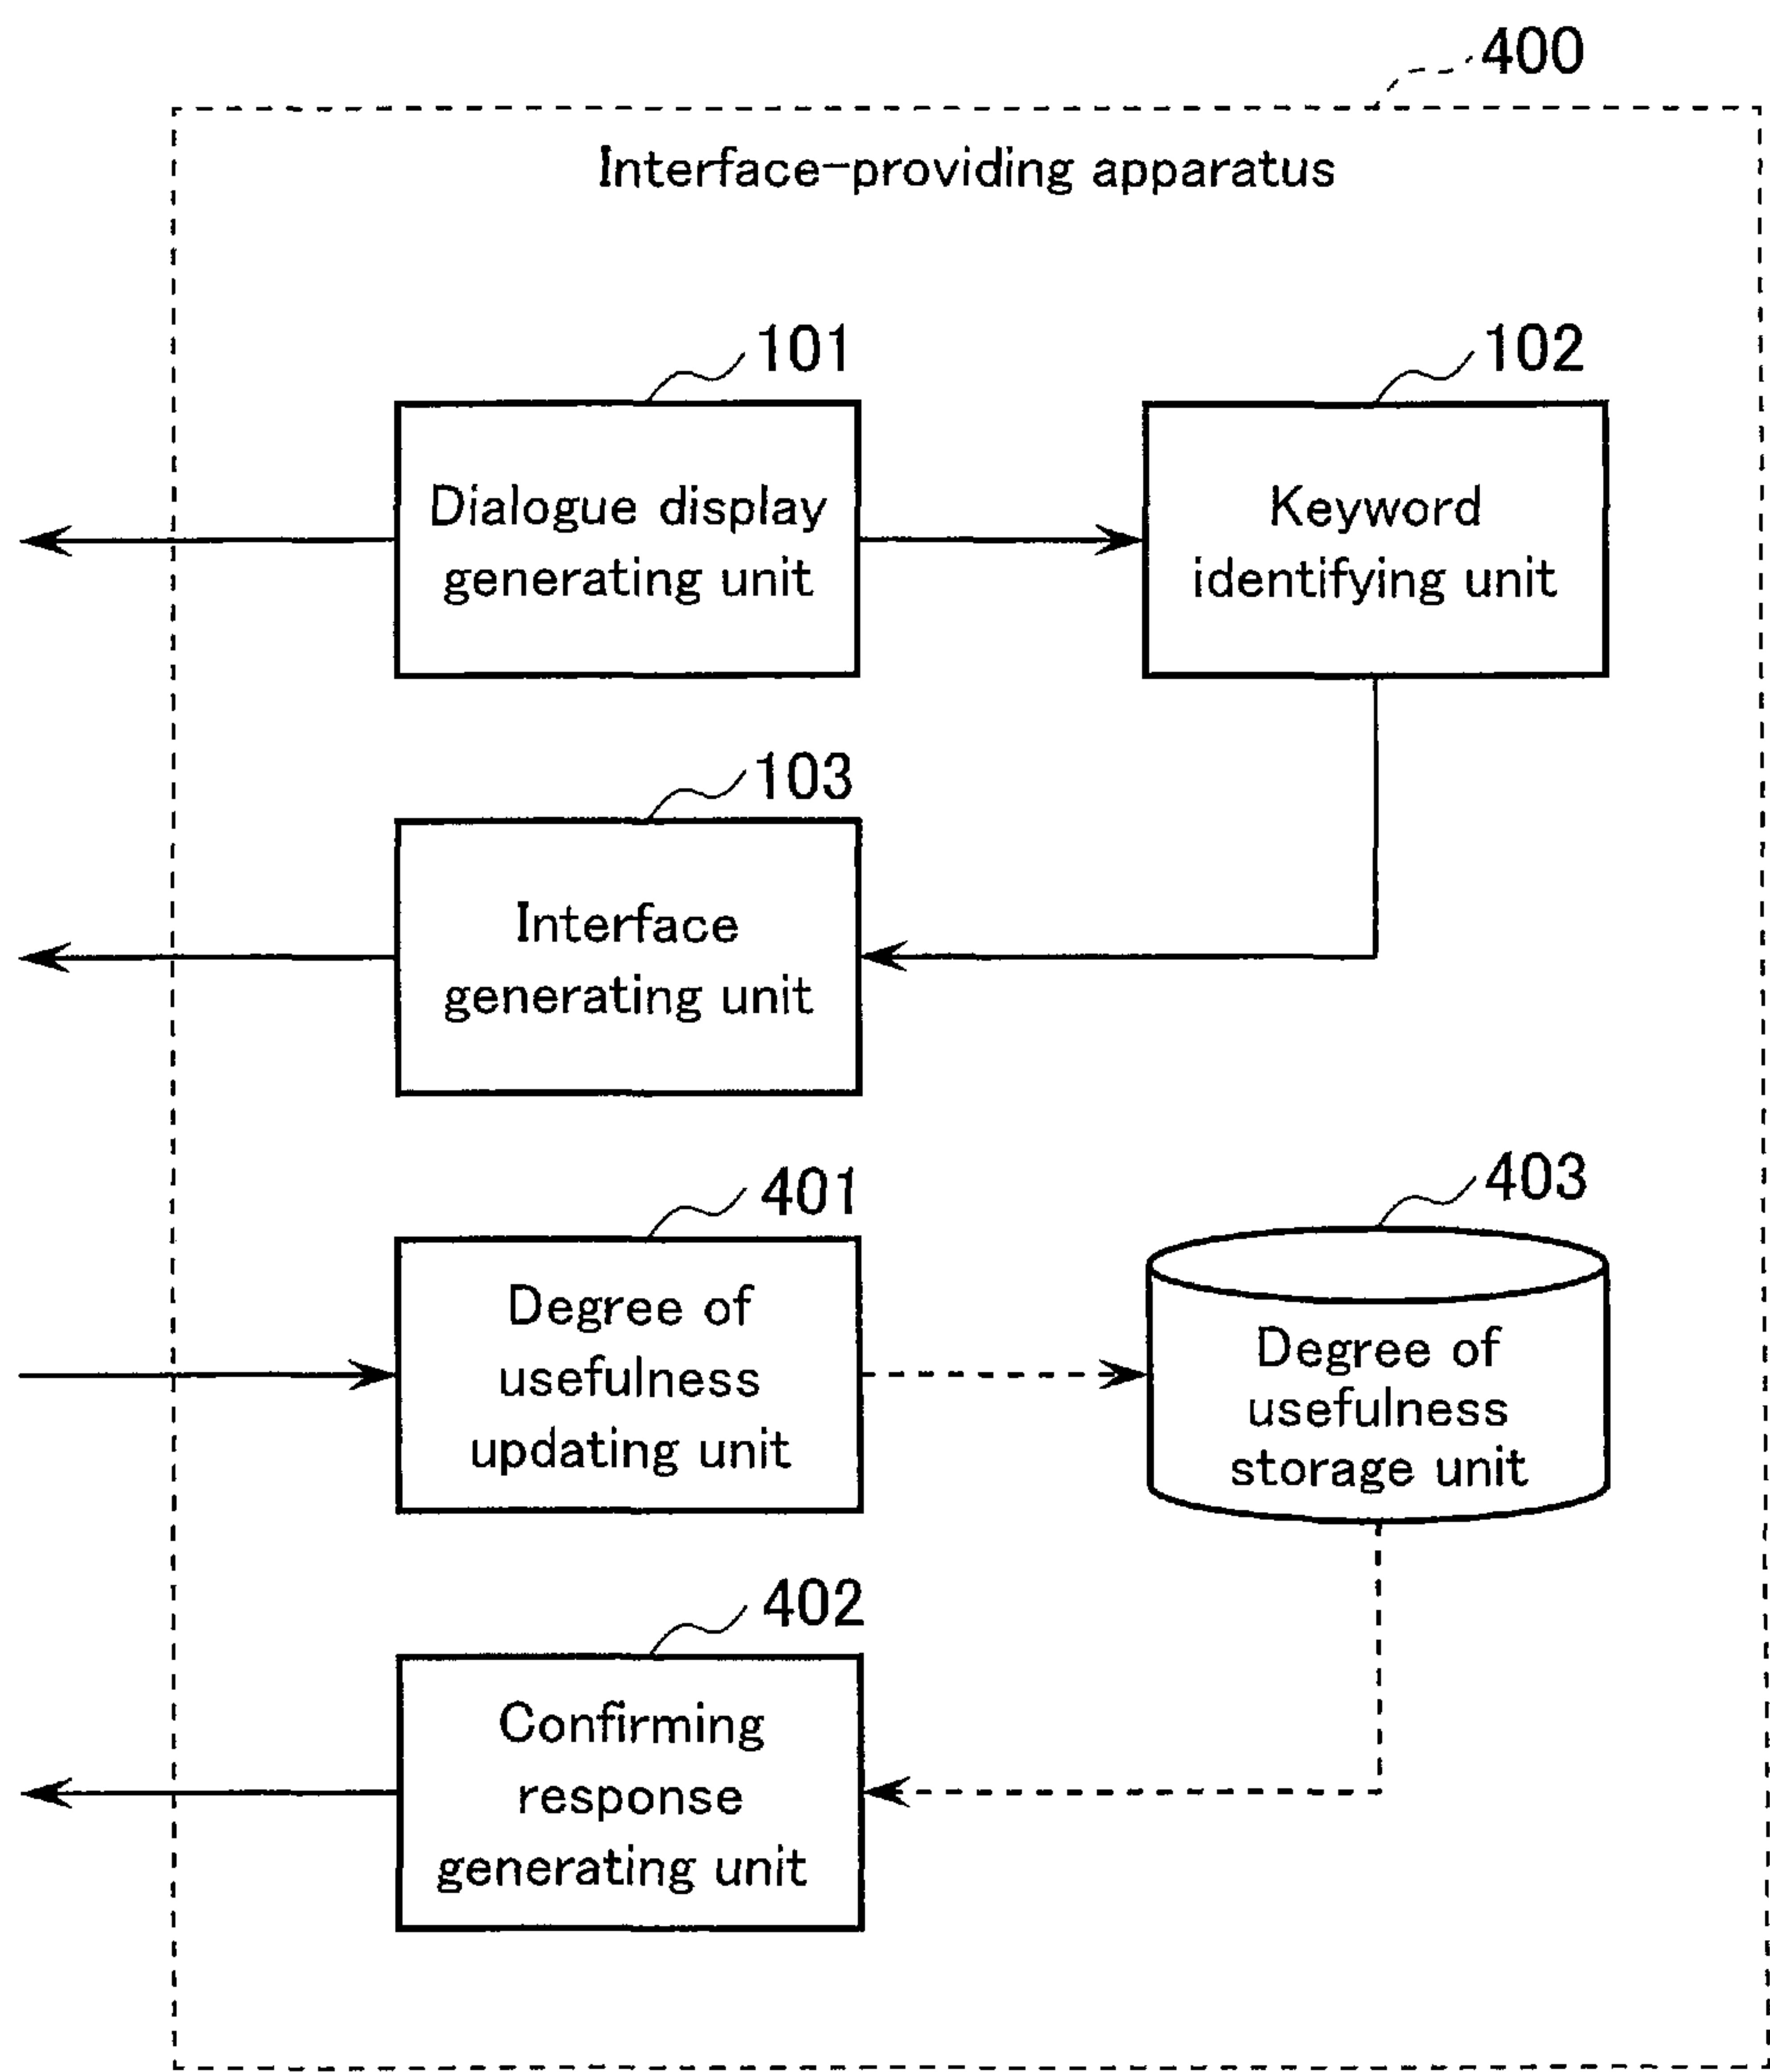 400
Interface-providing apparatus
101
Dialogue display
generating unit
102
Keyword
identifying unit
103
Interface
generating unit
401
Degree of
usefulness
updating unit
403
Degree of
usefulness
storage unit
402
Confirming
response
generating unit